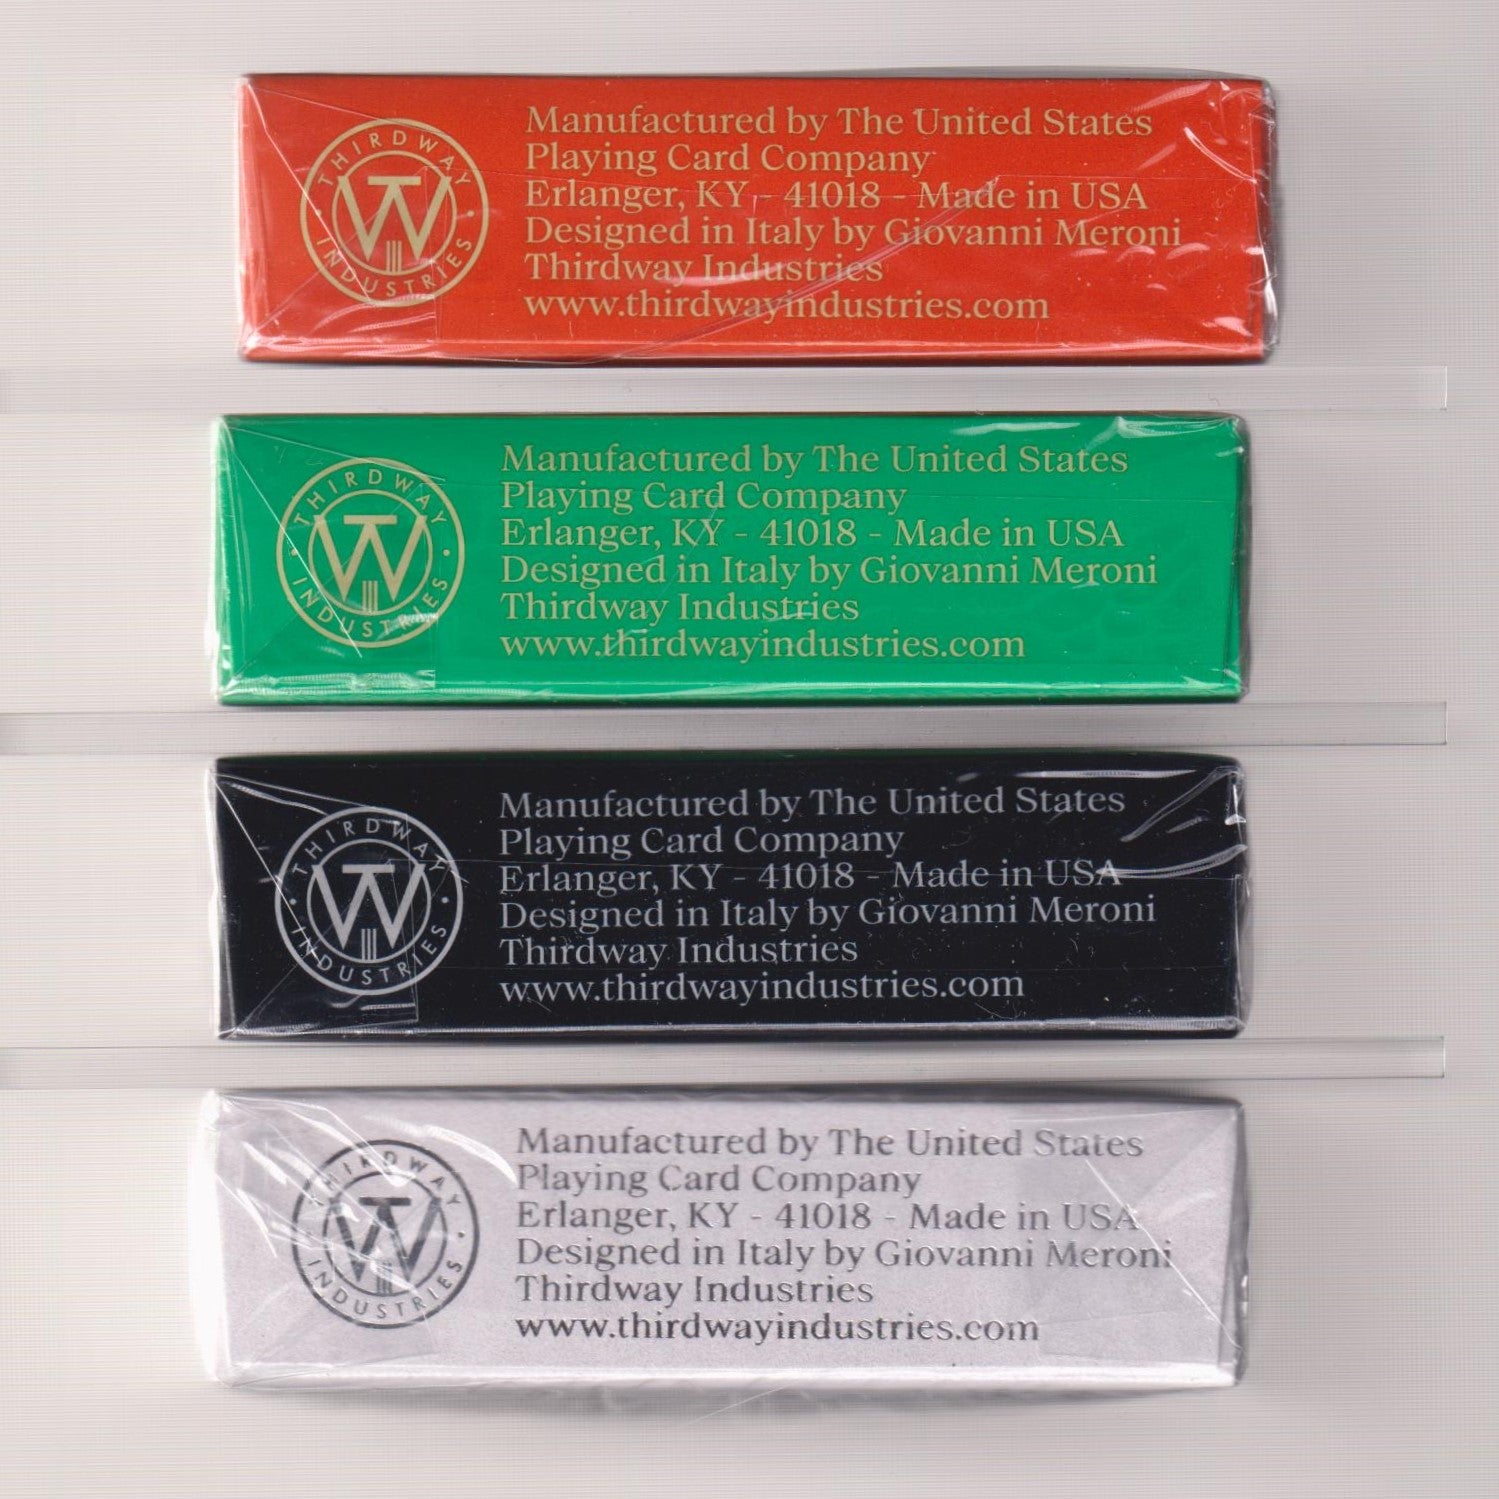 THIRDWAY INDUSTRIES
TW
Manufactured by The United States
Playing Card Company
Erlanger, KY - 41018 - Made in USA
Designed in Italy by Giovanni Meroni
Thirdway Industries
www.thirdwayindustries.com
THIRDWAY INDUSTRIES
TW
Manufactured by The United States
Playing Card Company
Erlanger, KY - 41018 - Made in USA
Designed in Italy by Giovanni Meroni
Thirdway Industries
www.thirdwayindustries.com
THIRDWAY INDUSTRIES
TW
Manufactured by The United States
Playing Card Company
Erlanger, KY - 41018 - Made in USA
Designed in Italy by Giovanni Meroni
Thirdway Industries
www.thirdwayindustries.com
THIRDWAY INDUSTRIES
TW
Manufactured by The United States
Playing Card Company
Erlanger, KY - 41018 - Made in USA
Designed in Italy by Giovanni Meroni
Thirdway Industries
www.thirdwayindustries.com